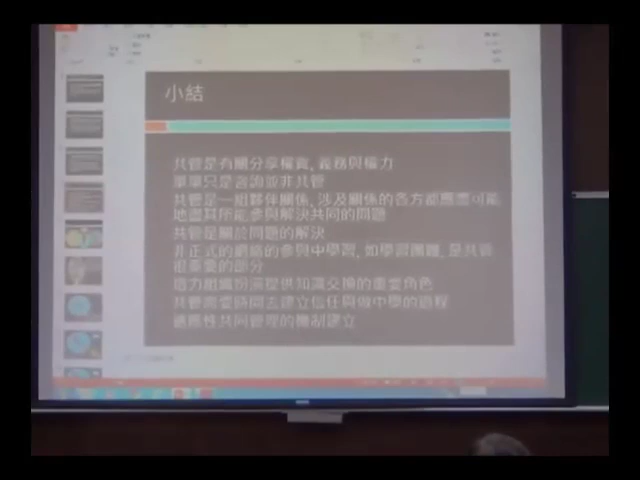 小結
共管是有關分享權責, 義務與權力
單單只是諮詢並非共管
共管是一組夥伴關係, 涉及關係的各方都應盡可能
地盡其所能參與解決共同的問題
共管是關於問題的解決
非正式的網絡的參與中學習, 如學習團體, 是共管
很重要的部分
組織扮演提供知識交換的重要角色
共管需要時間去建立信任與做中學的過程
適應性共同管理的機制建立